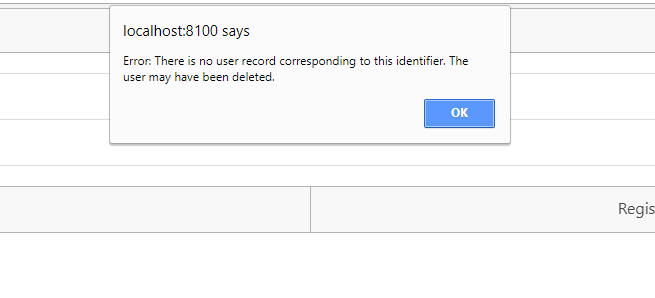 localhost:8100 says
Error: There is no user record corresponding to this identifier. The
user may have been deleted.
OK
Regis